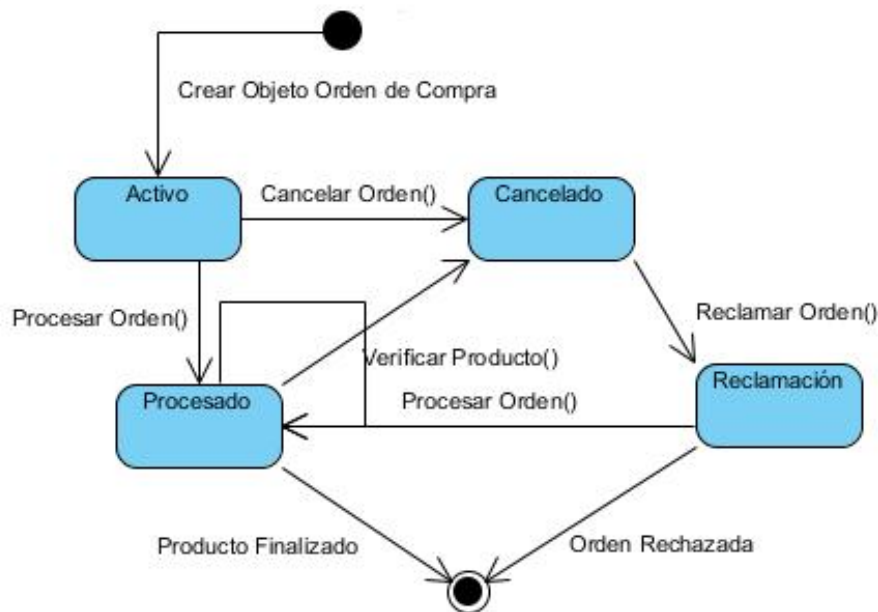 Crear Objeto Orden de Compra
Activo
Cancelar Orden()
Cancelado
Procesar Orden()
Reclamar Orden()
Verificar Producto()
Procesado
Procesar Orden()
Reclamación
Producto Finalizado
Orden Rechazada